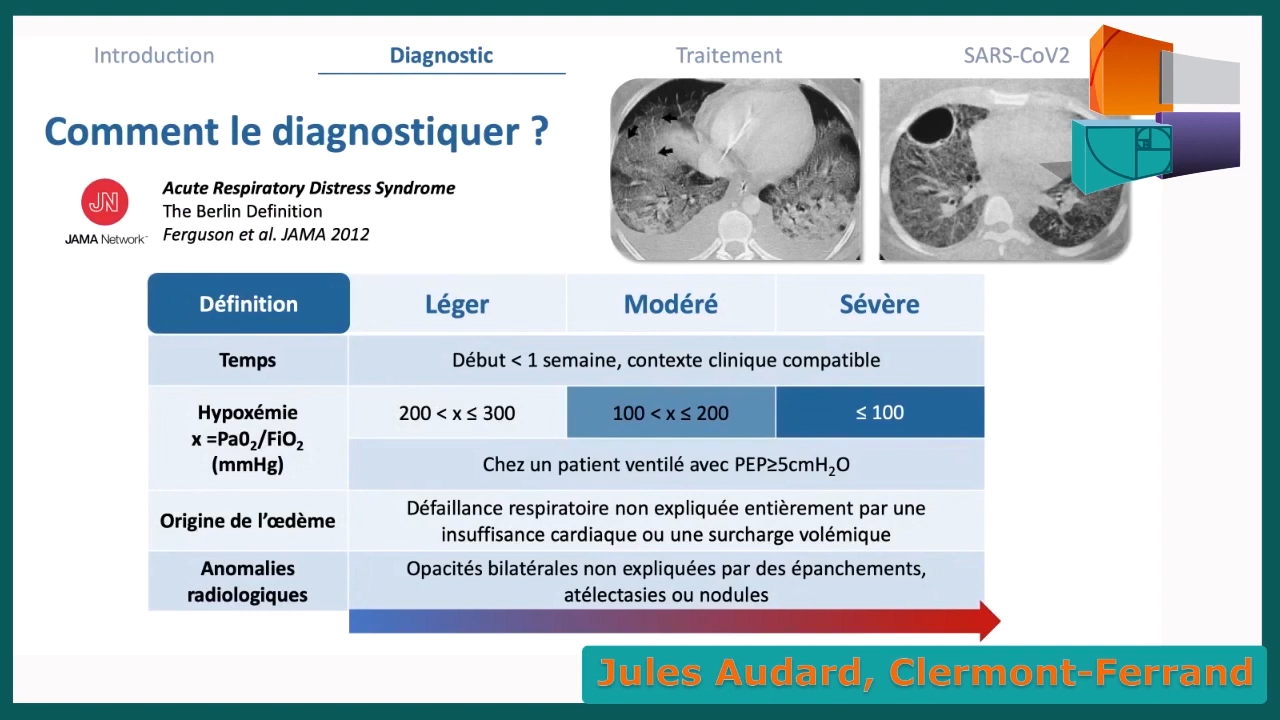 Introduction
Diagnostic
Traitement
SARS-CoV2
Comment le diagnostiquer ?
JN
JAMA Network
Acute Respiratory Distress Syndrome
The Berlin Definition
Ferguson et al. JAMA 2012
Définition
Léger
Modéré
Sévère
Temps
Début < 1 semaine, contexte clinique compatible
Hypoxémie
x =Pa0₂/FiO₂
(mmHg)
200 < x ≤ 300
100 < x ≤ 200
≤ 100
Chez un patient ventilé avec PEP≥5cmH₂O
Origine de l’œdème
Défaillance respiratoire non expliquée entièrement par une
insuffisance cardiaque ou une surcharge volémique
Anomalies
radiologiques
Opacités bilatérales non expliquées par des épanchements,
atélectasies ou nodules
Jules Audard, Clermont-Ferrand